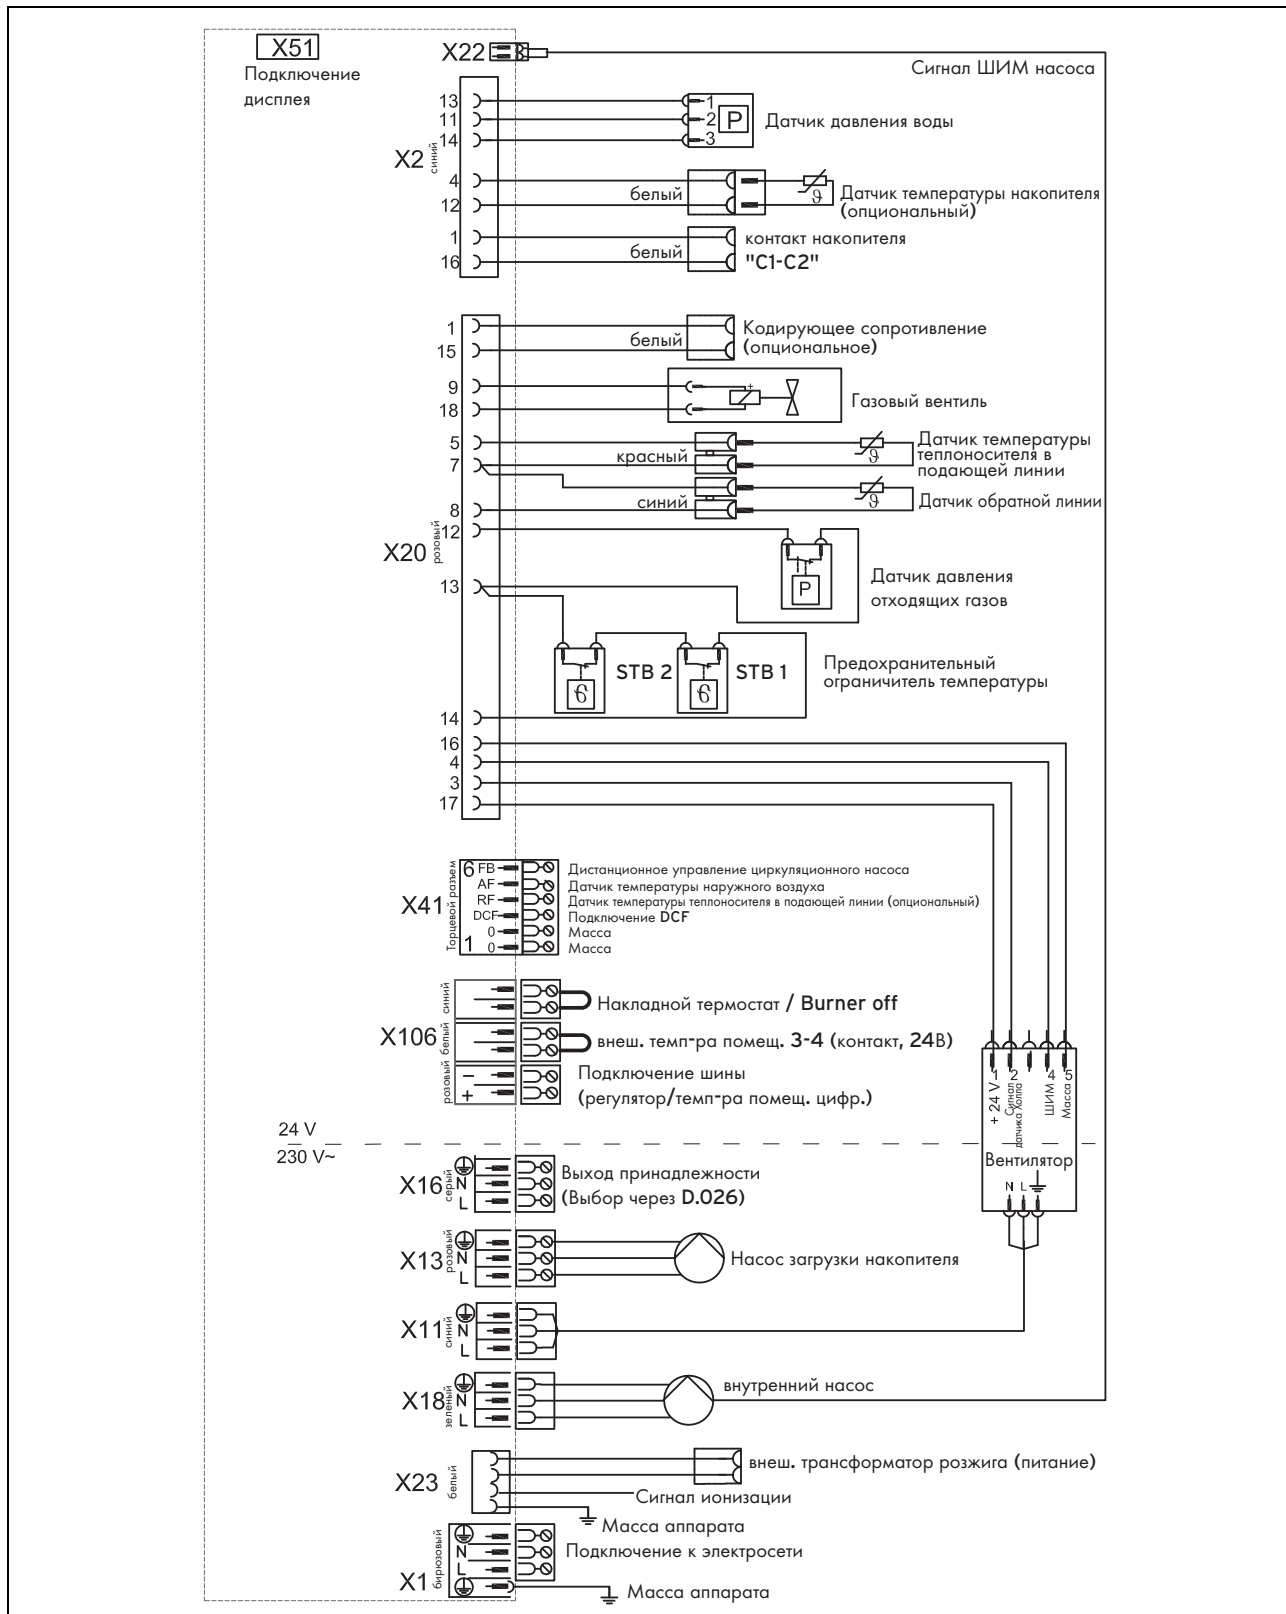 X51
Подключение
дисплея
X22
Сигнал ШИМ насоса
X2
синий
13
11
14
4
12
1
16
1
2
3
P
Датчик давления воды
белый
ϑ
Датчик температуры накопителя
(опциональный)
белый
контакт накопителя
"C1-C2"
X20
розовый
1
15
9
18
5
7
8
12
13
14
16
4
3
17
белый
Кодирующее сопротивление
(опциональное)
+
Газовый вентиль
красный
ϑ
Датчик температуры
теплоносителя в
подающей линии
синий
ϑ
Датчик обратной линии
P
Датчик давления
отходящих газов
ϑ
STB 2
ϑ
STB 1
Предохранительный
ограничитель температуры
X41
Торцевой разъем
6 FB
Дистанционное управление циркуляционного насоса
AF
Датчик температуры наружного воздуха
RF
Датчик температуры теплоносителя в подающей линии (опциональный)
DCF
Подключение DCF
0
Масса
1 0
Масса
X106
синий
белый
розовый
Накладной термостат / Burner off
внеш. темп-ра помещ. 3-4 (контакт, 24В)
–
+
Подключение шины
(регулятор/темп-ра помещ. цифр.)
1
2
4
5
+ 24 V
Сигнал
датчика Холла
ШИМ
Масса
Вентилятор
N L
24 V
230 V~
X16
серый
N
L
Выход принадлежности
(Выбор через D.026)
X13
розовый
N
L
Насос загрузки накопителя
X11
синий
N
L
X18
зеленый
N
L
внутренний насос
X23
белый
внеш. трансформатор розжига (питание)
Сигнал ионизации
Масса аппарата
X1
бирюзовый
N
L
Подключение к электросети
Масса аппарата